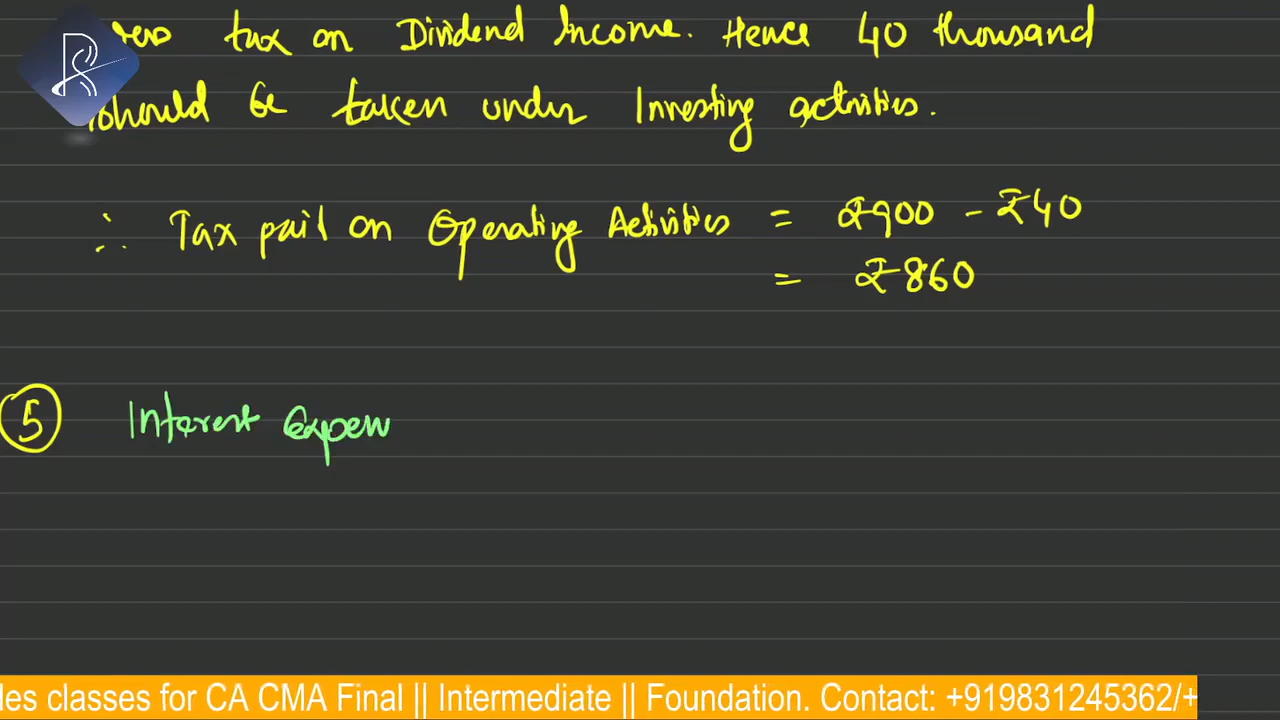 tax on Dividend Income. Hence 40 thousand
should be taken under Investing activities.
∴ Tax paid on Operating Activities = ₹900 - ₹40
= ₹860
5 Interest Expen
les classes for CA CMA Final || Intermediate || Foundation. Contact: +919831245362/+